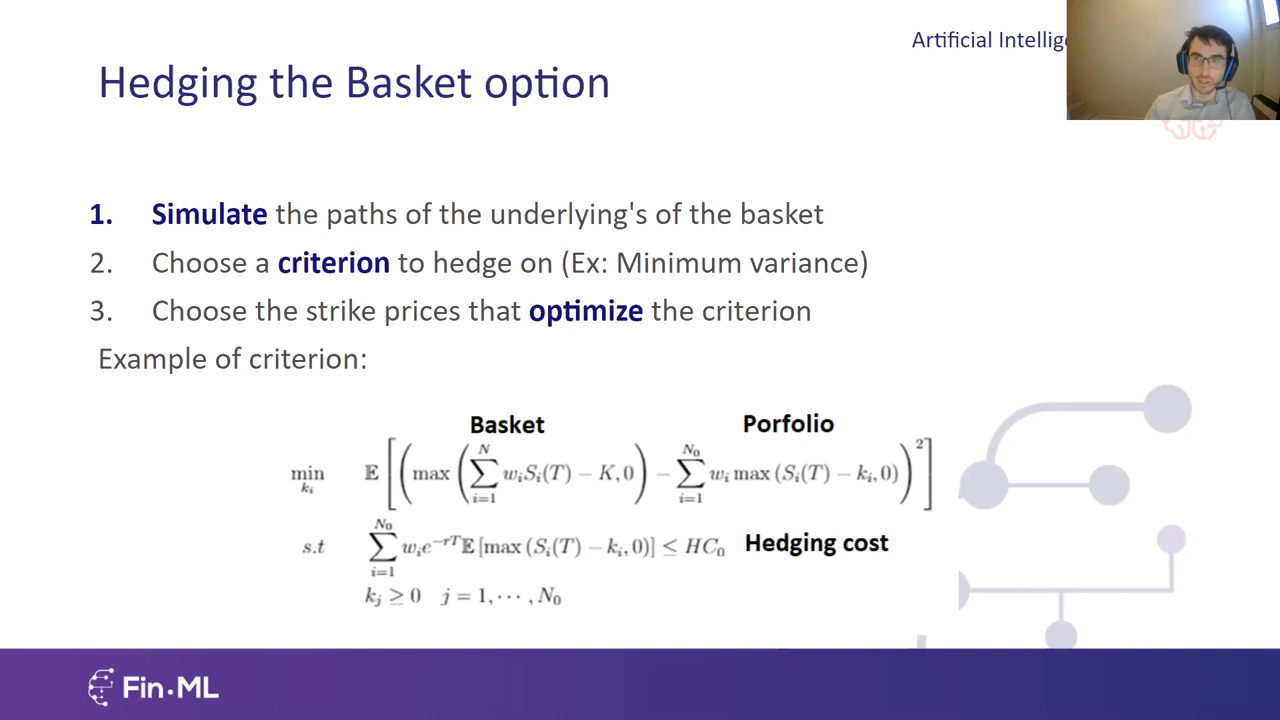 Artificial
Hedging the Basket option
1. Simulate the paths of the underlying's of the basket
2. Choose a criterion to hedge on (Ex: Minimum variance)
3. Choose the strike prices that optimize the criterion
Example of criterion:
Basket Porfolio
min_{k_i} 𝔼[(max(∑_{i=1}^{N} w_i S_i(T) − K, 0) − ∑_{i=1}^{N_0} w_i max(S_i(T) − k_i, 0))^2]
s.t ∑_{i=1}^{N_0} w_i e^{−rT} 𝔼[max(S_i(T) − k_i, 0)] ≤ HC_0 Hedging cost
k_j ≥ 0 j = 1, ⋯ , N_0
Fin·ML